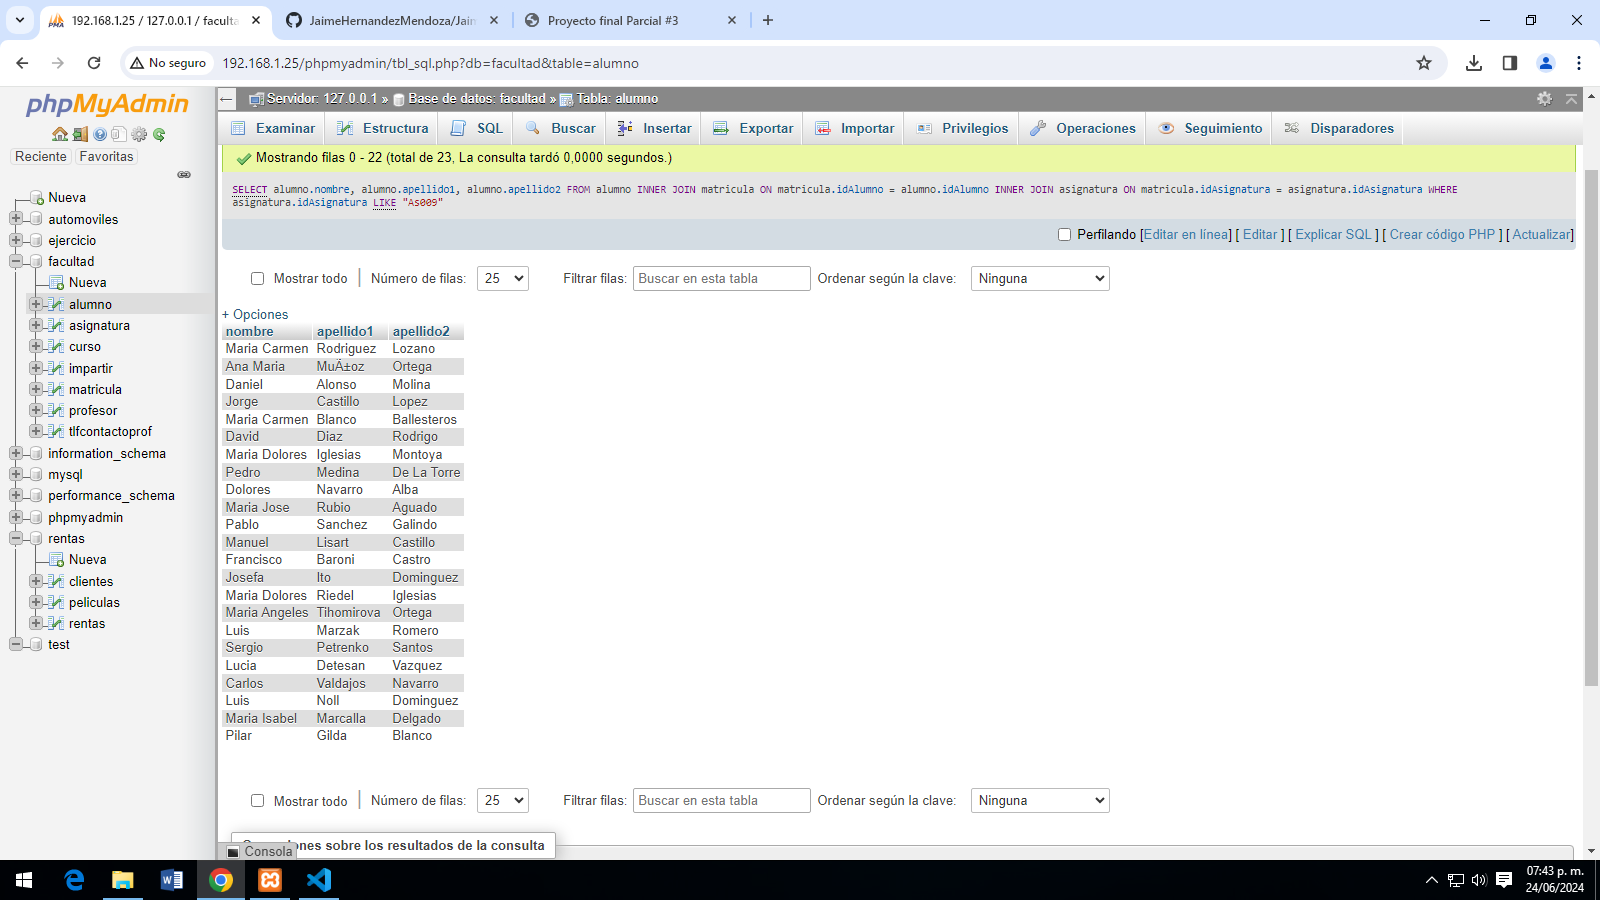 192.168.1.25 / 127.0.0.1 / faculta
JaimeHernandezMendoza/Jaim
Proyecto final Parcial #3
No seguro
192.168.1.25/phpmyadmin/tbl_sql.php?db=facultad&table=alumno
phpMyAdmin
Reciente
Favoritas
Nueva
automoviles
ejercicio
facultad
Nueva
alumno
asignatura
curso
impartir
matricula
profesor
tlfcontactoprof
information_schema
mysql
performance_schema
phpmyadmin
rentas
Nueva
clientes
peliculas
rentas
test
Servidor: 127.0.0.1 » Base de datos: facultad » Tabla: alumno
Examinar Estructura SQL Buscar Insertar Exportar Importar Privilegios Operaciones Seguimiento Disparadores
Mostrando filas 0 - 22 (total de 23, La consulta tardó 0,0000 segundos.)
SELECT alumno.nombre, alumno.apellido1, alumno.apellido2 FROM alumno INNER JOIN matricula ON matricula.idAlumno = alumno.idAlumno INNER JOIN asignatura ON matricula.idAsignatura = asignatura.idAsignatura WHERE
asignatura.idAsignatura LIKE "As009"
Perfilando [Editar en línea] [ Editar ] [ Explicar SQL ] [ Crear código PHP ] [ Actualizar]
Mostrar todo | Número de filas: 25 Filtrar filas: Buscar en esta tabla Ordenar según la clave: Ninguna
+ Opciones
nombre apellido1 apellido2
Maria Carmen Rodriguez Lozano
Ana Maria MuÄ±oz Ortega
Daniel Alonso Molina
Jorge Castillo Lopez
Maria Carmen Blanco Ballesteros
David Diaz Rodrigo
Maria Dolores Iglesias Montoya
Pedro Medina De La Torre
Dolores Navarro Alba
Maria Jose Rubio Aguado
Pablo Sanchez Galindo
Manuel Lisart Castillo
Francisco Baroni Castro
Josefa Ito Dominguez
Maria Dolores Riedel Iglesias
Maria Angeles Tihomirova Ortega
Luis Marzak Romero
Sergio Petrenko Santos
Lucia Detesan Vazquez
Carlos Valdajos Navarro
Luis Noll Dominguez
Maria Isabel Marcalla Delgado
Pilar Gilda Blanco
Mostrar todo | Número de filas: 25 Filtrar filas: Buscar en esta tabla Ordenar según la clave: Ninguna
sobre los resultados de la consulta
Consola
07:43 p. m.
24/06/2024